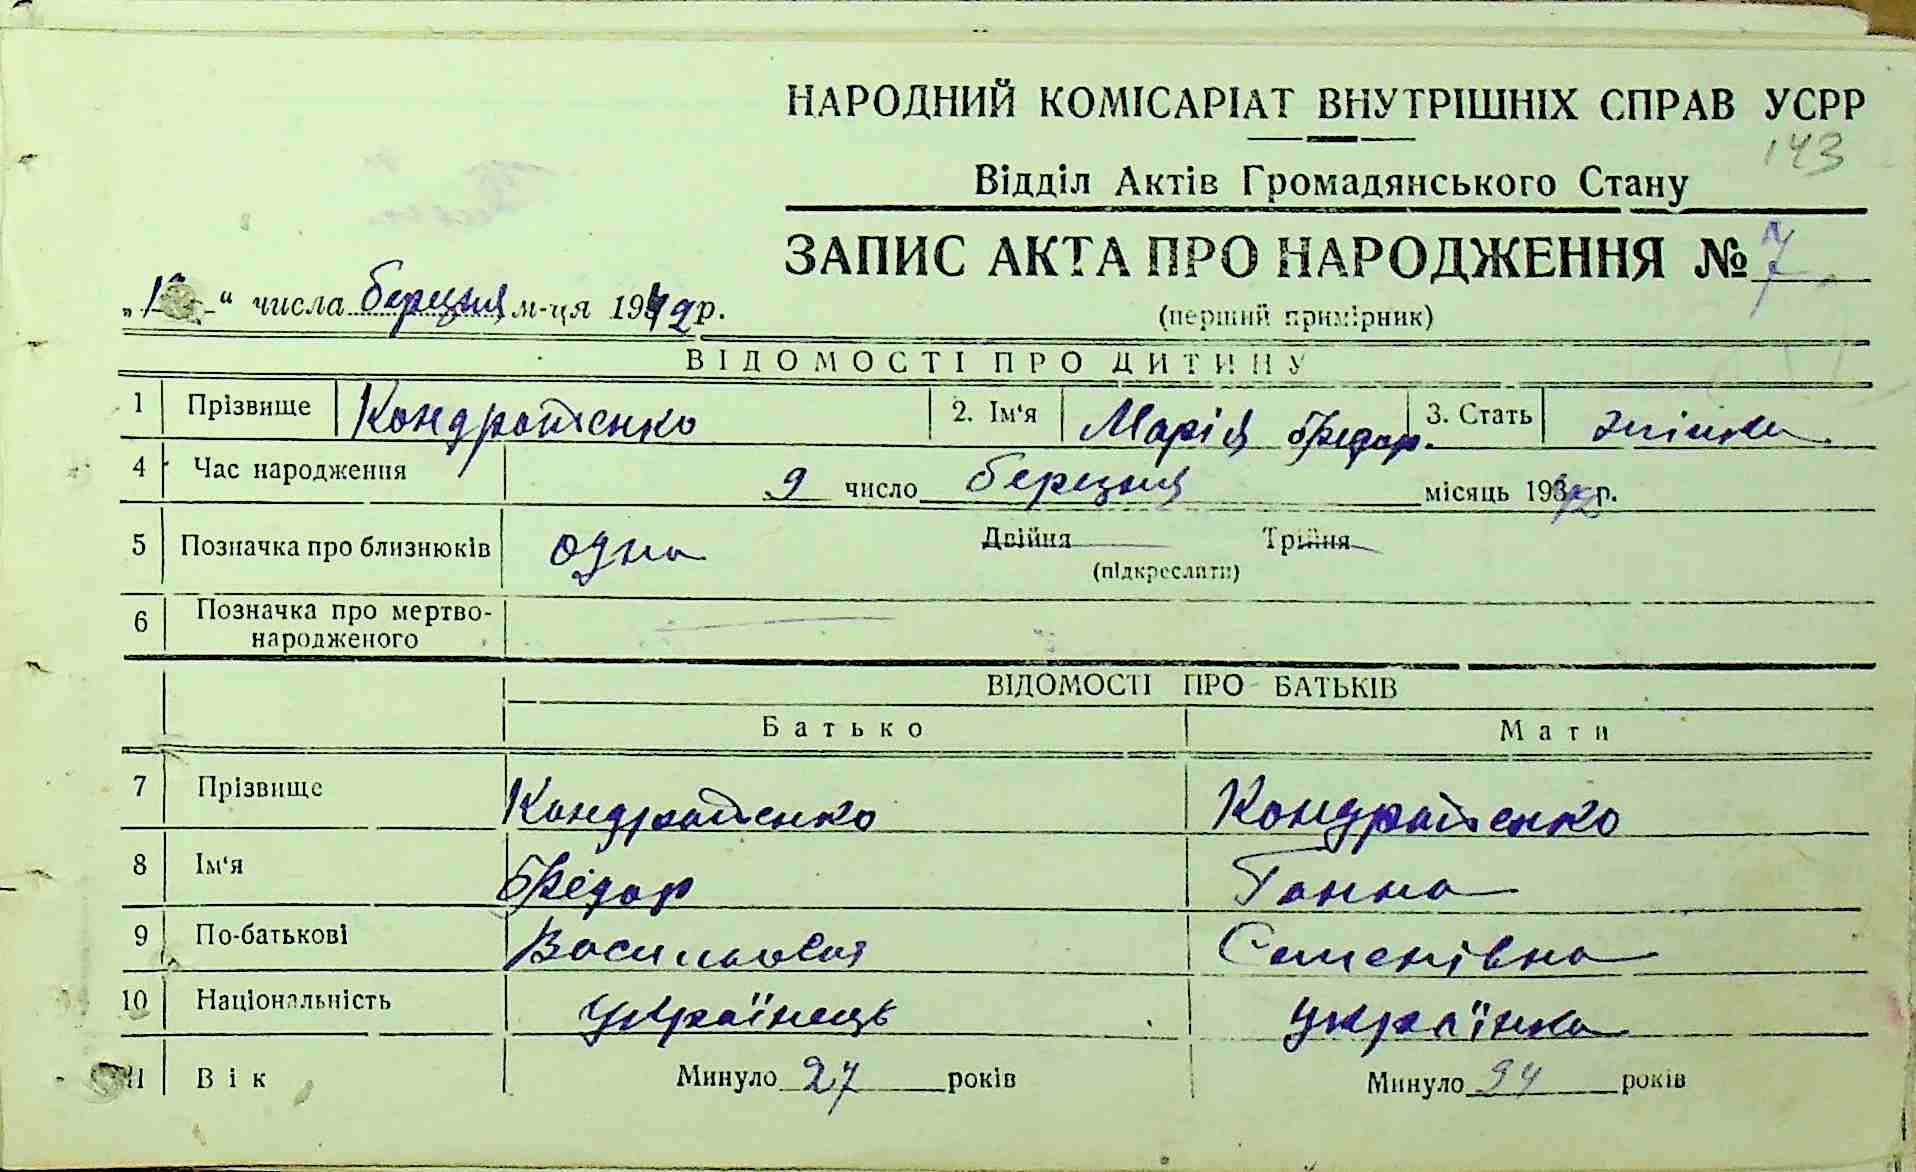 НАРОДНИЙ КОМІСАРІАТ ВНУТРІШНІХ СПРАВ УСРР
143
Відділ Актів Громадянського Стану
ЗАПИС АКТА ПРО НАРОДЖЕННЯ № 7
„ “ числа березня м-ця 1942 р.
(перший примірник)
ВІДОМОСТІ ПРО ДИТИНУ
1 Прізвище Кондратенко 2. Ім'я Марія Федор. 3. Стать жінка
4 Час народження 9 число березня місяць 1942 р.
5 Позначка про близнюків одна Двійня Трійня
(підкреслити)
6 Позначка про мертво-
народженого
ВІДОМОСТІ ПРО БАТЬКІВ
Батько Мати
7 Прізвище Кондратенко Кондратенко
8 Ім'я Федор Ганна
9 По-батькові Васильович Семенівна
10 Національність Українець Українка
11 Вік Минуло 27 років Минуло 24 років